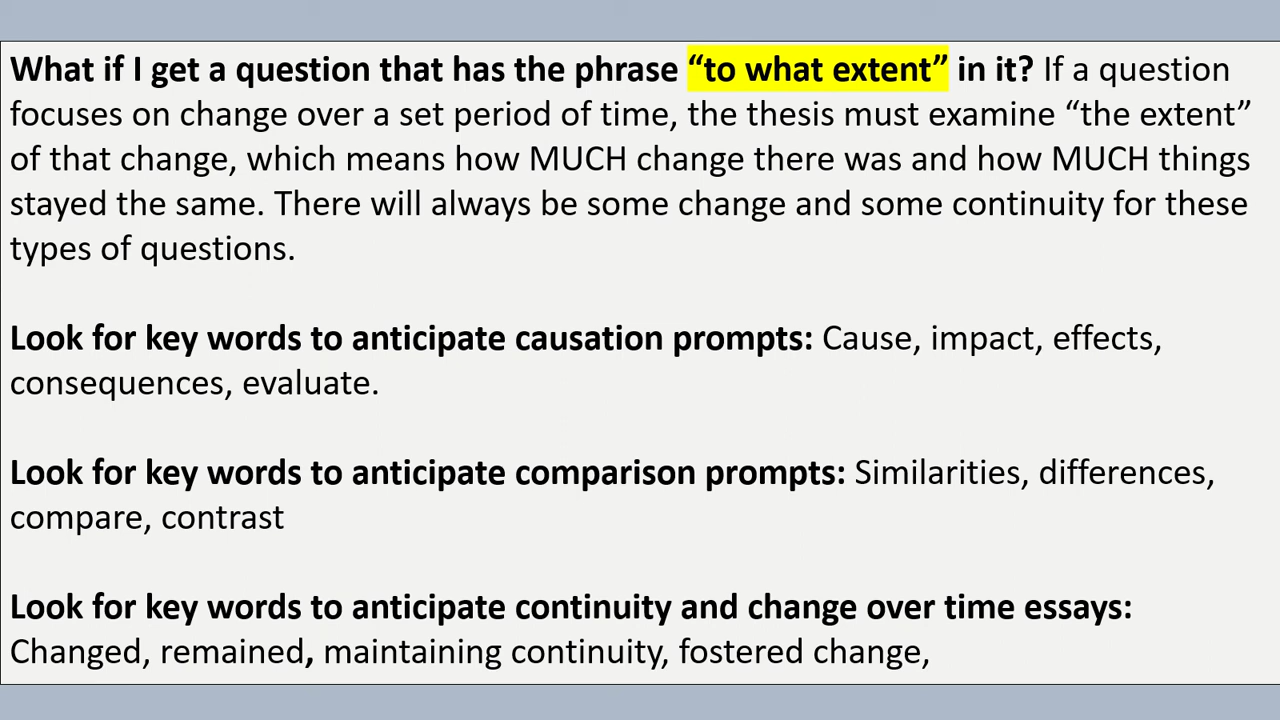 What if I get a question that has the phrase “to what extent” in it? If a question
focuses on change over a set period of time, the thesis must examine “the extent”
of that change, which means how MUCH change there was and how MUCH things
stayed the same. There will always be some change and some continuity for these
types of questions.
Look for key words to anticipate causation prompts: Cause, impact, effects,
consequences, evaluate.
Look for key words to anticipate comparison prompts: Similarities, differences,
compare, contrast
Look for key words to anticipate continuity and change over time essays:
Changed, remained, maintaining continuity, fostered change,